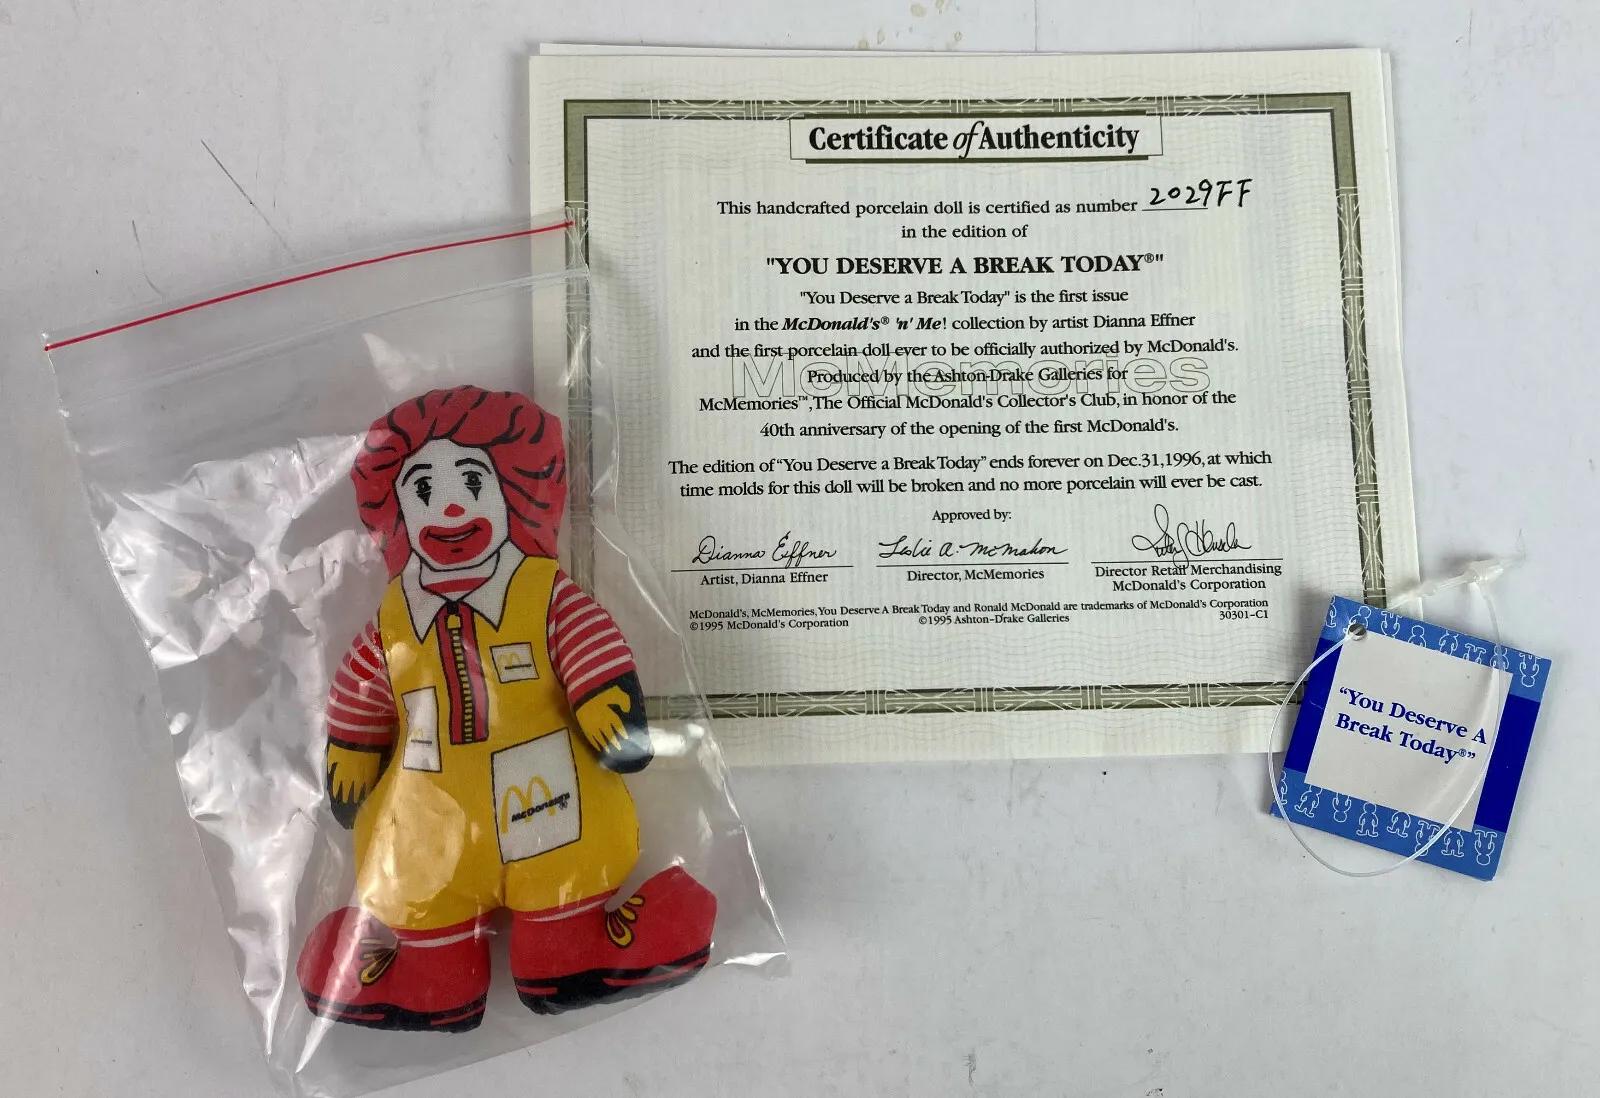 Certificate of Authenticity
This handcrafted porcelain doll is certified as number 2029FF
in the edition of
"YOU DESERVE A BREAK TODAY®"
"You Deserve a Break Today" is the first issue
in the McDonald's® 'n' Me! collection by artist Dianna Effner
and the first porcelain doll ever to be officially authorized by McDonald's.
McMemories
Produced by the Ashton-Drake Galleries for
McMemories™, The Official McDonald's Collector's Club, in honor of the
40th anniversary of the opening of the first McDonald's.
The edition of "You Deserve a Break Today" ends forever on Dec.31,1996, at which
time molds for this doll will be broken and no more porcelain will ever be cast.
Approved by:
Dianna Effner
Artist, Dianna Effner
Leslie A. McMahon
Director, McMemories
Director Retail Merchandising
McDonald's Corporation
McDonald's, McMemories, You Deserve A Break Today and Ronald McDonald are trademarks of McDonald's Corporation
©1995 McDonald's Corporation ©1995 Ashton-Drake Galleries 30301-C1
McDonald's®
"You Deserve A
Break Today®"